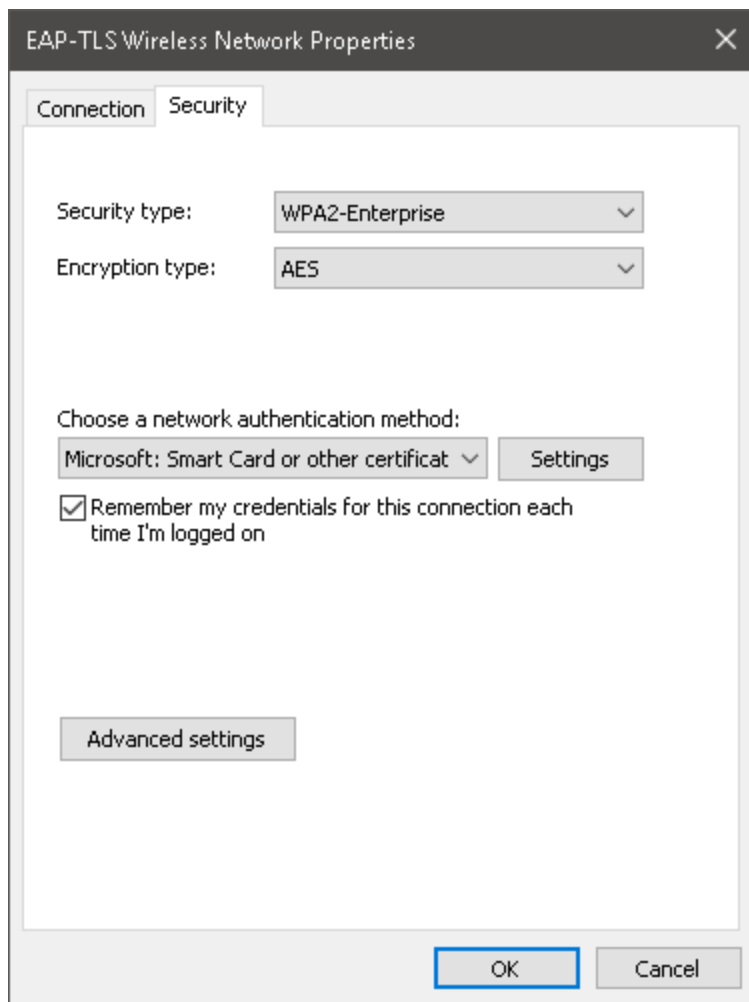 EAP-TLS Wireless Network Properties
Connection
Security
Security type:
WPA2-Enterprise
Encryption type:
AES
Choose a network authentication method:
Microsoft: Smart Card or other certificat
Settings
Remember my credentials for this connection each
time I'm logged on
Advanced settings
OK
Cancel